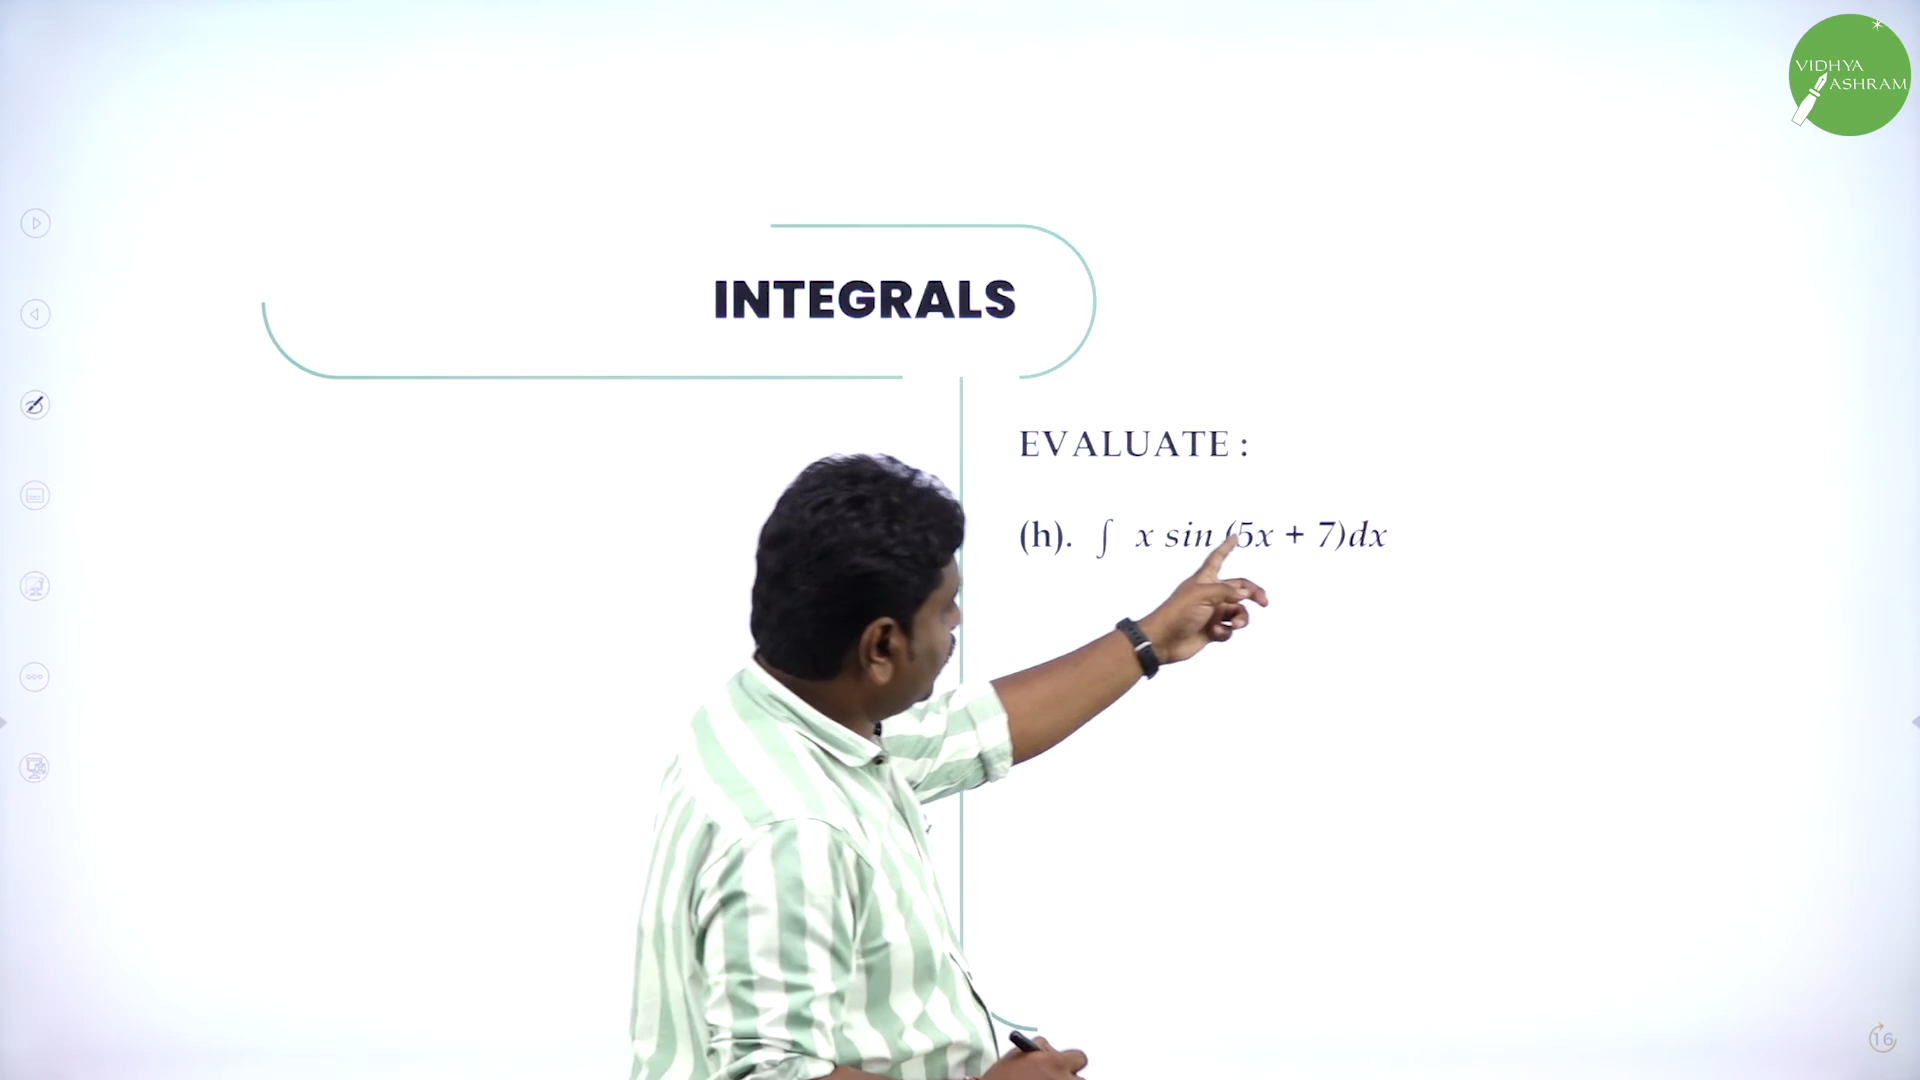 VIDHYA
ASHRAM
INTEGRALS
EVALUATE :
(h). ∫ x sin (5x + 7)dx
16